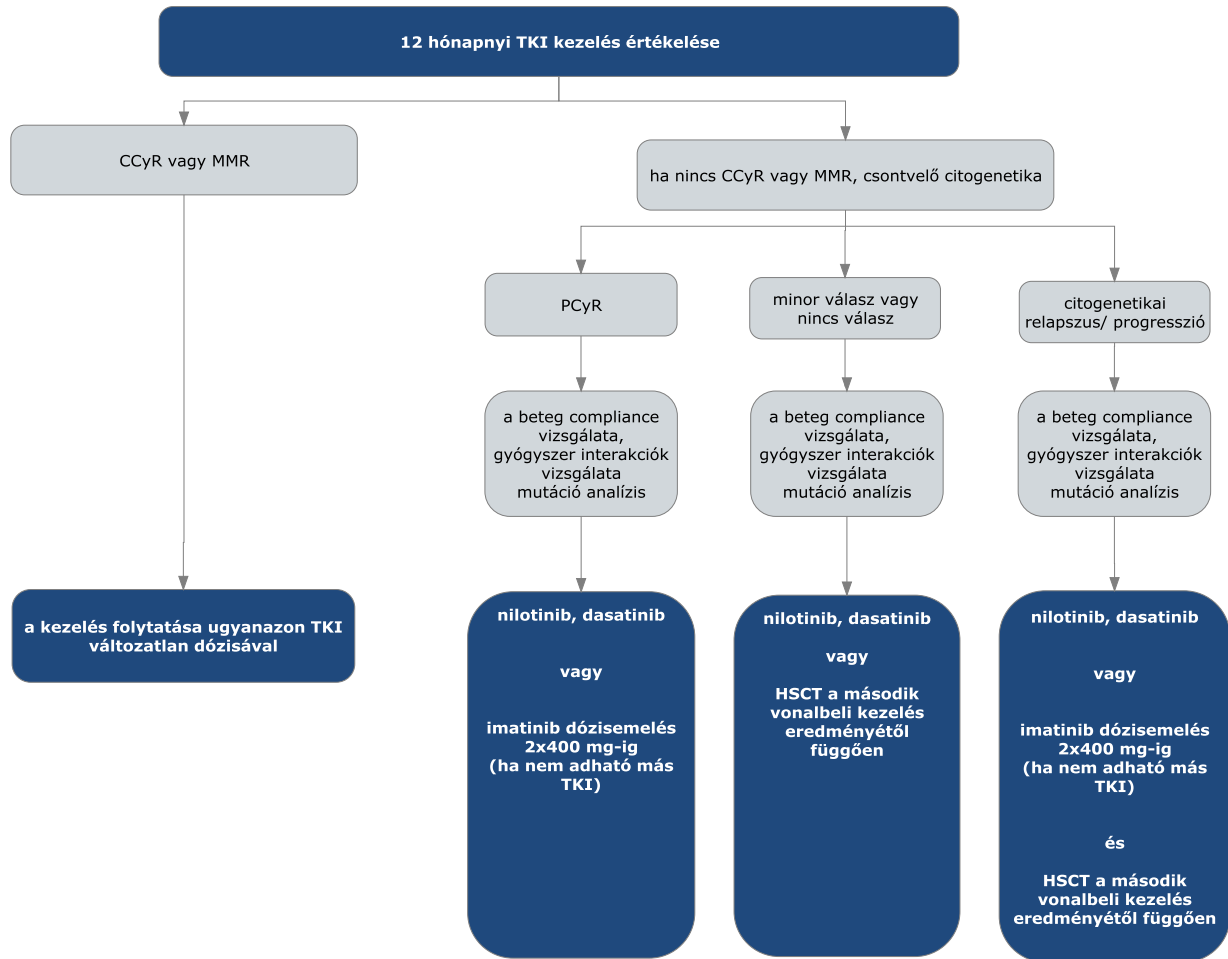 12 hónapnyi TKI kezelés értékelése
CCyR vagy MMR
ha nincs CCyR vagy MMR, csontvelő citogenetika
PCyR
minor válasz vagy
nincs válasz
citogenetikai
relapszus/ progresszió
a beteg compliance
vizsgálata,
gyógyszer interakciók
vizsgálata
mutáció analízis
a beteg compliance
vizsgálata,
gyógyszer interakciók
vizsgálata
mutáció analízis
a beteg compliance
vizsgálata,
gyógyszer interakciók
vizsgálata
mutáció analízis
a kezelés folytatása ugyanazon TKI
változatlan dózisával
nilotinib, dasatinib
vagy
imatinib dózisemelés
2x400 mg-ig
(ha nem adható más
TKI)
nilotinib, dasatinib
vagy
HSCT a második
vonalbeli kezelés
eredményétől
függően
nilotinib, dasatinib
vagy
imatinib dózisemelés
2x400 mg-ig
(ha nem adható más
TKI)
és
HSCT a második
vonalbeli kezelés
eredményétől függően